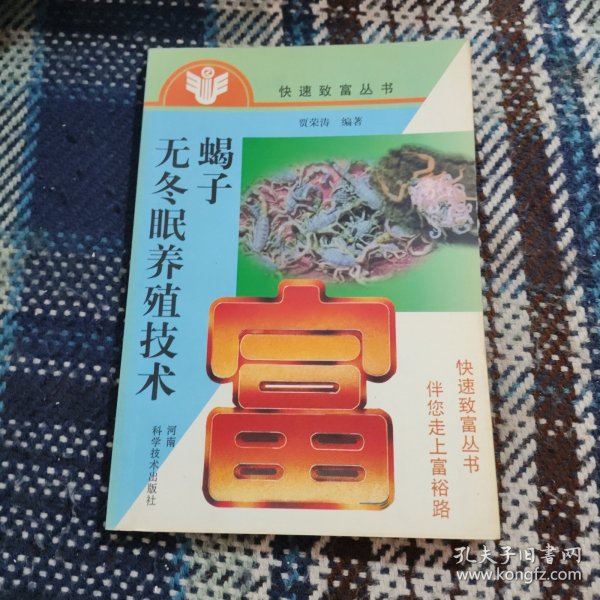 快速致富丛书
贾荣涛 编著
蝎子
无冬眠养殖技术
富
快速致富丛书
伴您走上富裕路
河南
科学技术出版社
孔夫子旧书网
www.kongfz.com